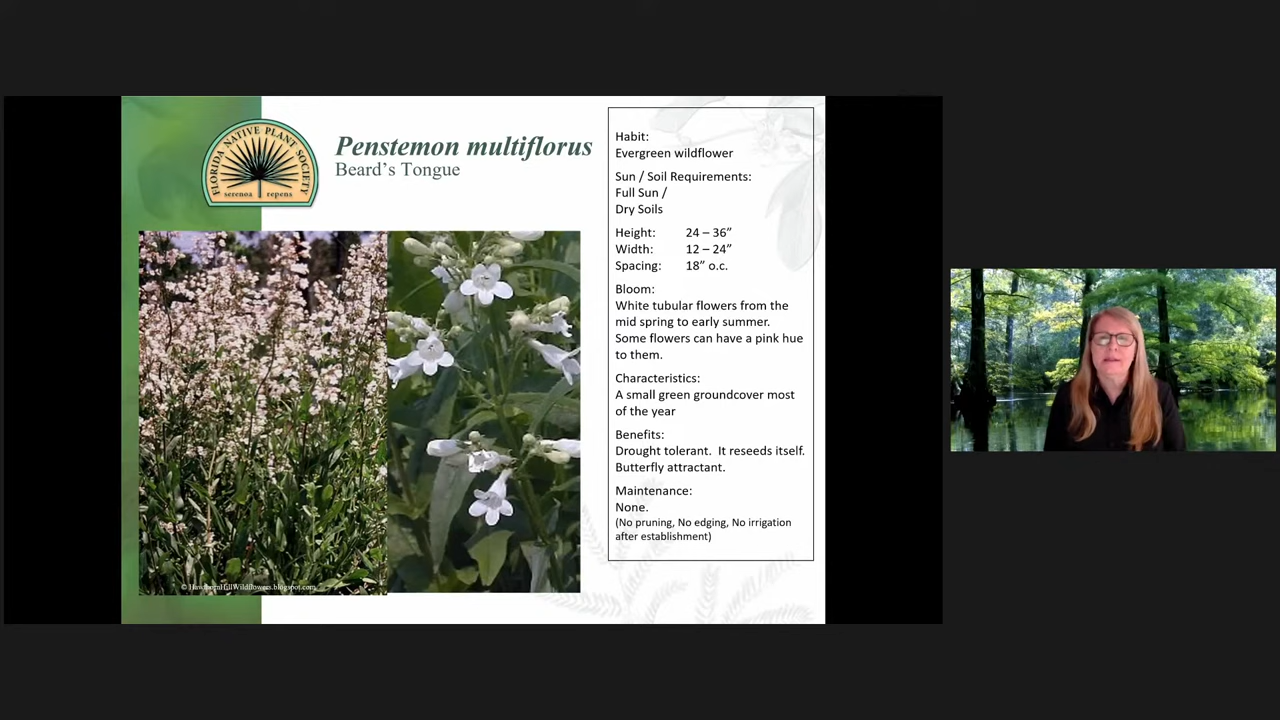 FLORIDA NATIVE PLANT SOCIETY
serenoa repens
Penstemon multiflorus
Beard's Tongue
Habit:
Evergreen wildflower
Sun / Soil Requirements:
Full Sun /
Dry Soils
Height: 24 – 36”
Width: 12 – 24”
Spacing: 18” o.c.
Bloom:
White tubular flowers from the
mid spring to early summer.
Some flowers can have a pink hue
to them.
Characteristics:
A small green groundcover most
of the year
Benefits:
Drought tolerant.  It reseeds itself.
Butterfly attractant.
Maintenance:
None.
(No pruning, No edging, No irrigation
after establishment)
© HawthornHillWildflowers.blogspot.com